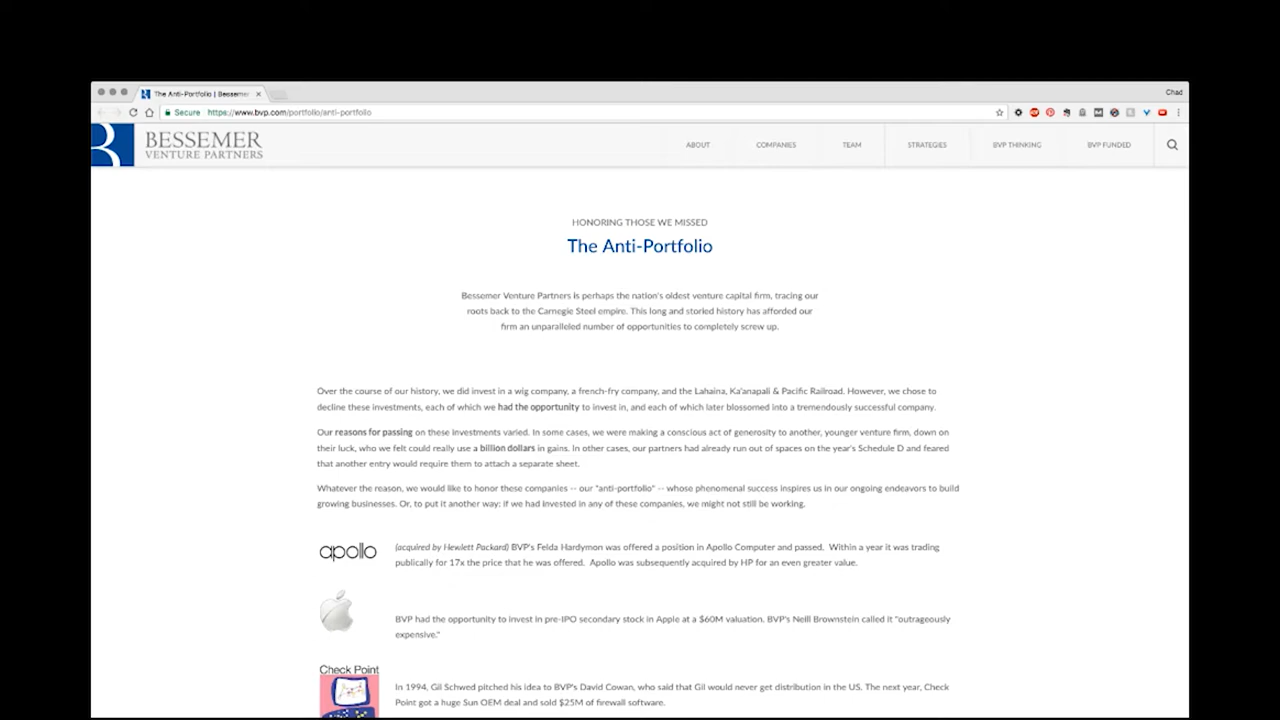 The Anti-Portfolio | Bessemer
Chad
Secure https://www.bvp.com/portfolio/anti-portfolio
BESSEMER
VENTURE PARTNERS
ABOUT COMPANIES TEAM STRATEGIES BVP THINKING BVP FUNDED
HONORING THOSE WE MISSED
The Anti-Portfolio
Bessemer Venture Partners is perhaps the nation's oldest venture capital firm, tracing our
roots back to the Carnegie Steel empire. This long and storied history has afforded our
firm an unparalleled number of opportunities to completely screw up.
Over the course of our history, we did invest in a wig company, a french-fry company, and the Lahaina, Ka'anapali & Pacific Railroad. However, we chose to
decline these investments, each of which we had the opportunity to invest in, and each of which later blossomed into a tremendously successful company.
Our reasons for passing on these investments varied. In some cases, we were making a conscious act of generosity to another, younger venture firm, down on
their luck, who we felt could really use a billion dollars in gains. In other cases, our partners had already run out of spaces on the year's Schedule D and feared
that another entry would require them to attach a separate sheet.
Whatever the reason, we would like to honor these companies -- our "anti-portfolio" -- whose phenomenal success inspires us in our ongoing endeavors to build
growing businesses. Or, to put it another way: if we had invested in any of these companies, we might not still be working.
apollo
(acquired by Hewlett Packard) BVP's Felda Hardymon was offered a position in Apollo Computer and passed. Within a year it was trading
publically for 17x the price that he was offered. Apollo was subsequently acquired by HP for an even greater value.
BVP had the opportunity to invest in pre-IPO secondary stock in Apple at a $60M valuation. BVP's Neill Brownstein called it "outrageously
expensive."
Check Point
In 1994, Gil Schwed pitched his idea to BVP's David Cowan, who said that Gil would never get distribution in the US. The next year, Check
Point got a huge Sun OEM deal and sold $25M of firewall software.